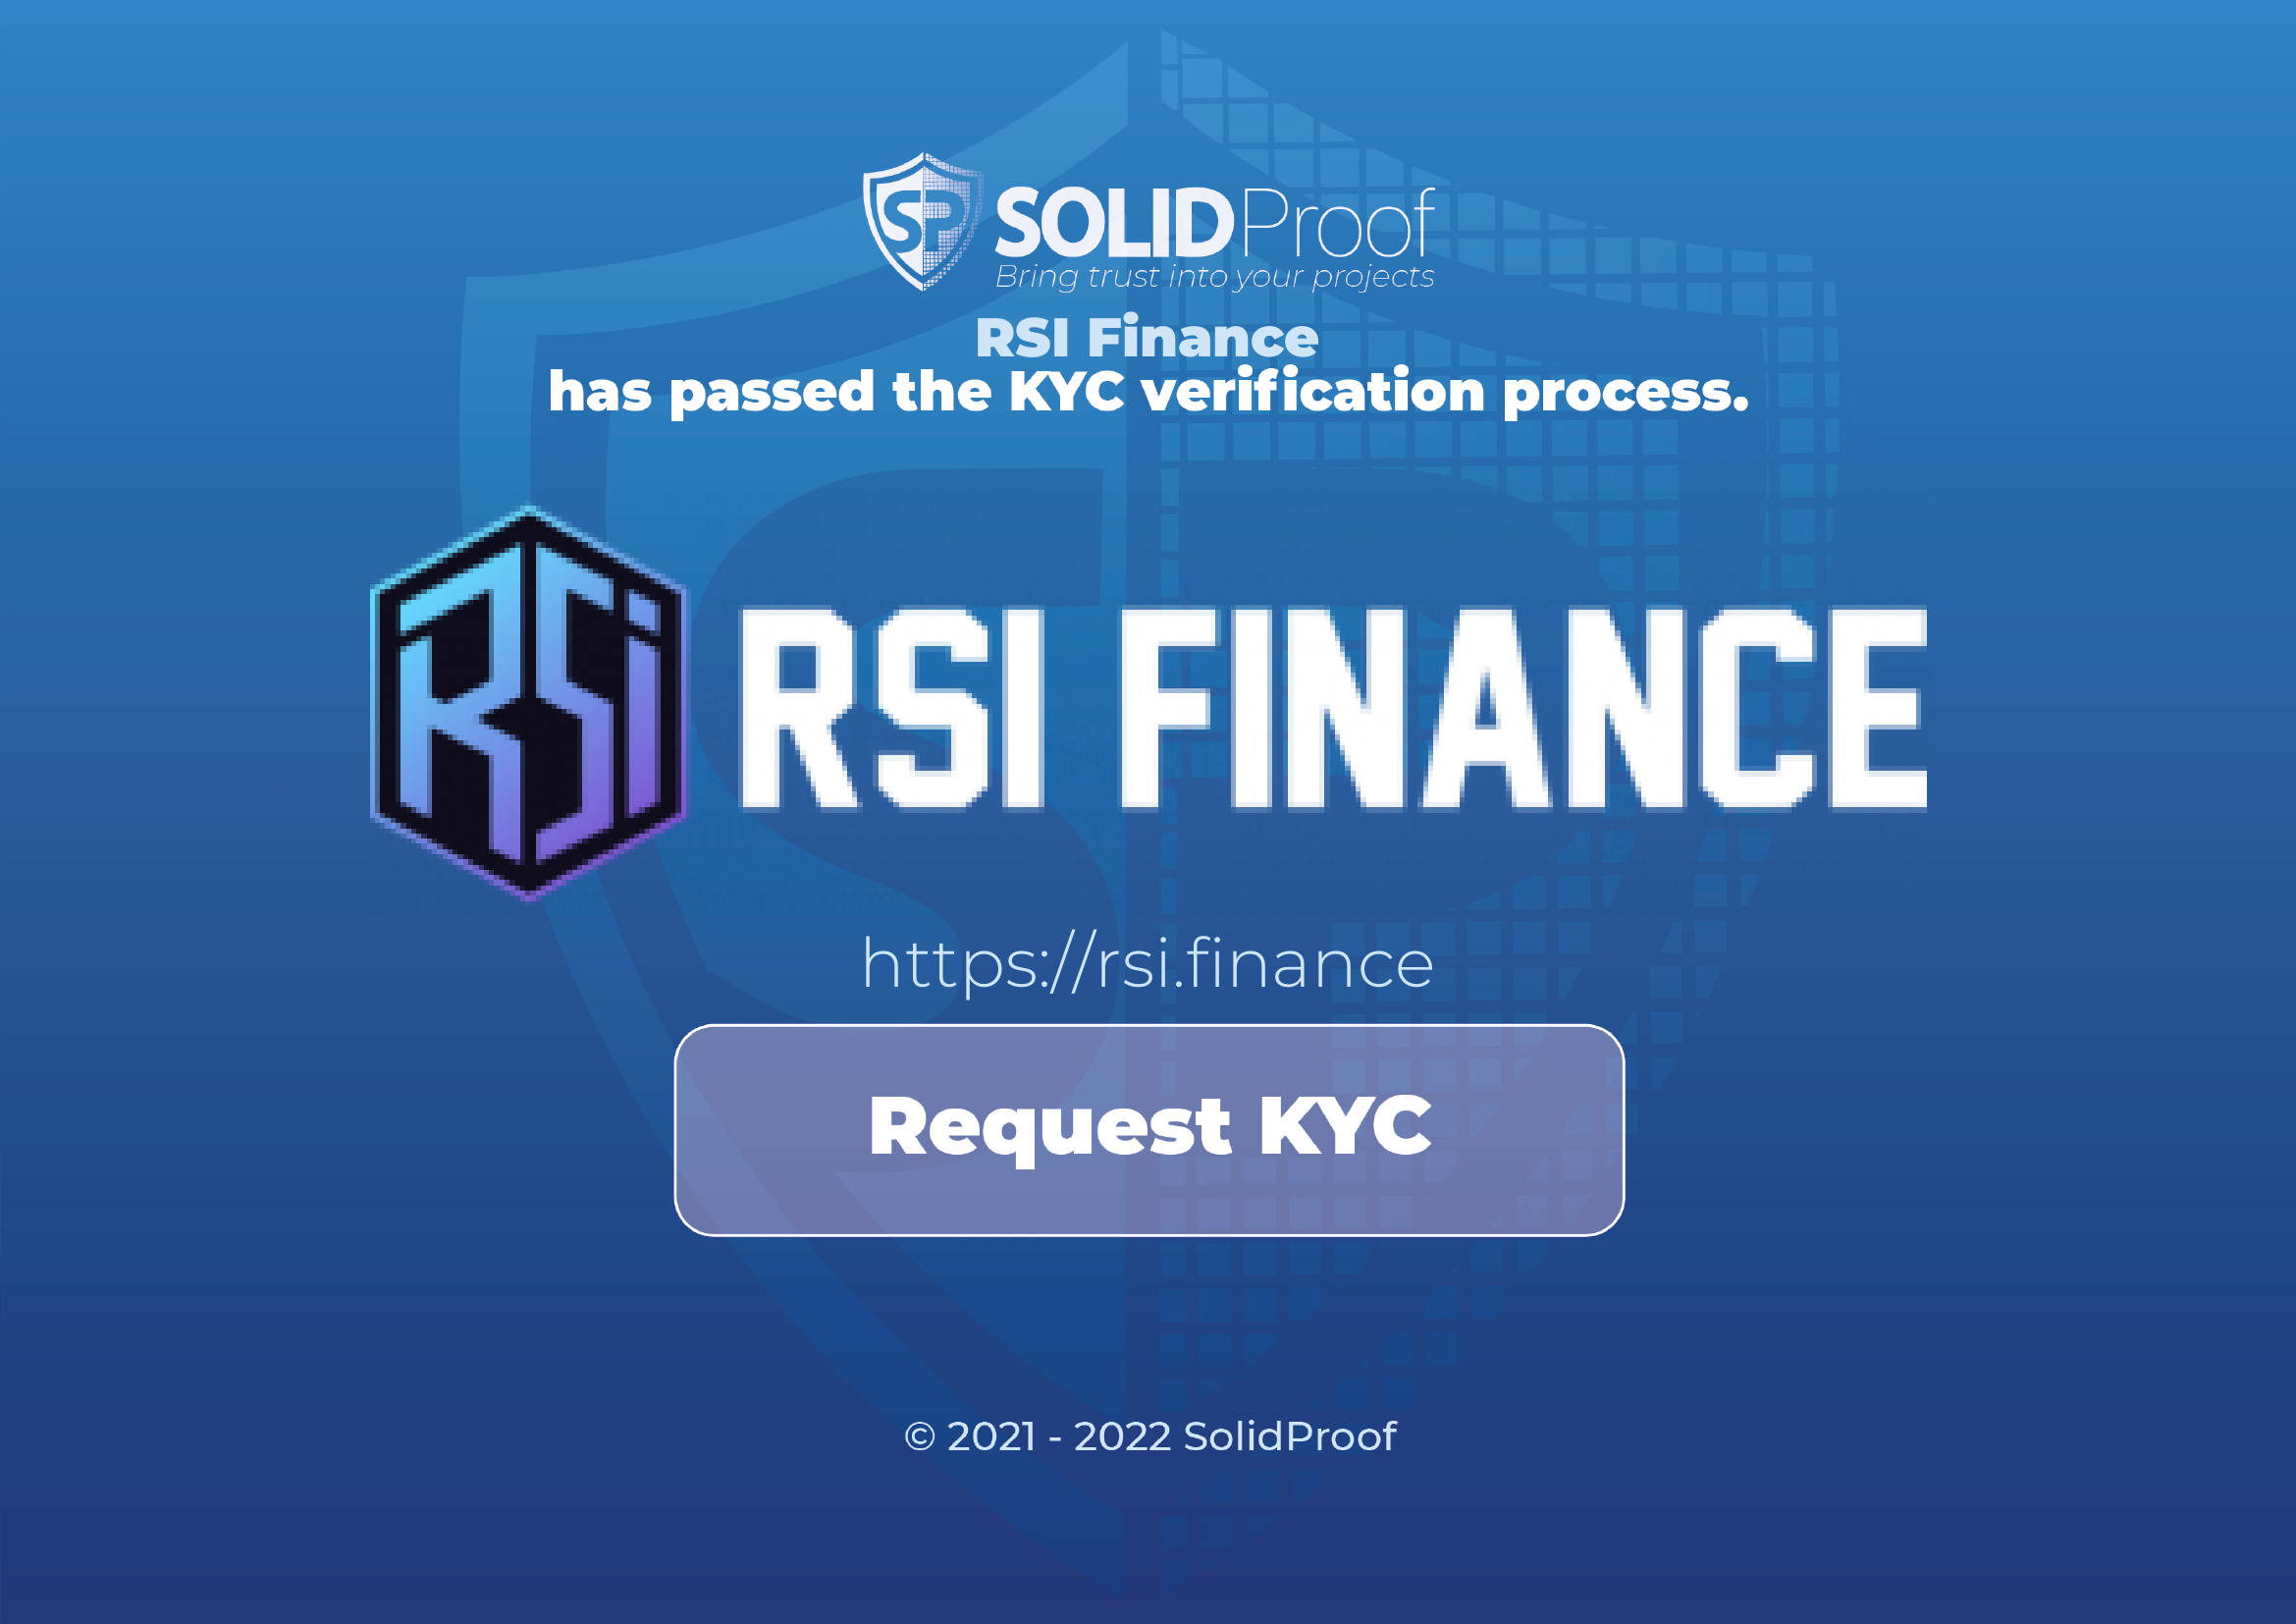 SP SOLIDProof
Bring trust into your projects
RSI Finance
has passed the KYC verification process.
RSI RSI FINANCE
https://rsi.finance
Request KYC
© 2021 - 2022 SolidProof